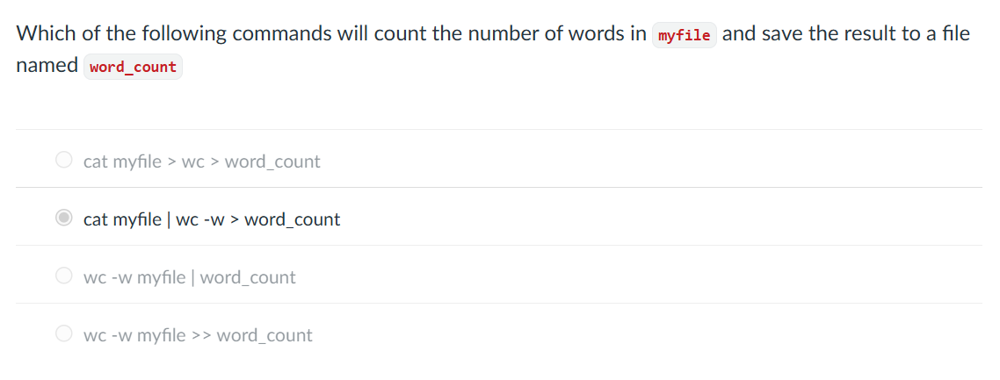 Which of the following commands will count the number of words in myfile and save the result to a file
named word_count
cat myfile > wc > word_count
cat myfile | wc -w > word_count
wc -w myfile | word_count
wc -w myfile >> word_count